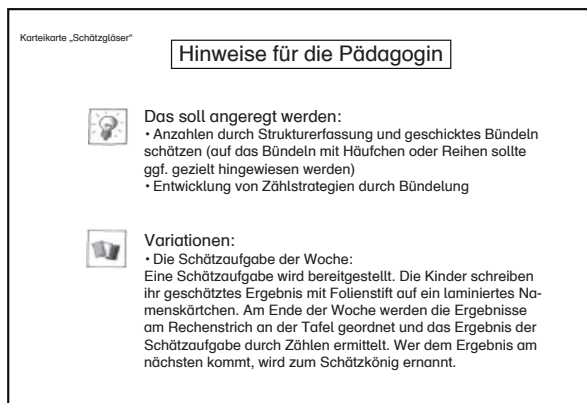 Karteikarte „Schätzgläser“
Hinweise für die Pädagogin
Das soll angeregt werden:
• Anzahlen durch Strukturerfassung und geschicktes Bündeln
schätzen (auf das Bündeln mit Häufchen oder Reihen sollte
ggf. gezielt hingewiesen werden)
• Entwicklung von Zählstrategien durch Bündelung
Variationen:
• Die Schätzaufgabe der Woche:
Eine Schätzaufgabe wird bereitgestellt. Die Kinder schreiben
ihr geschätztes Ergebnis mit Folienstift auf ein laminiertes Na-
menskärtchen. Am Ende der Woche werden die Ergebnisse
am Rechenstrich an der Tafel geordnet und das Ergebnis der
Schätzaufgabe durch Zählen ermittelt. Wer dem Ergebnis am
nächsten kommt, wird zum Schätzkönig ernannt.